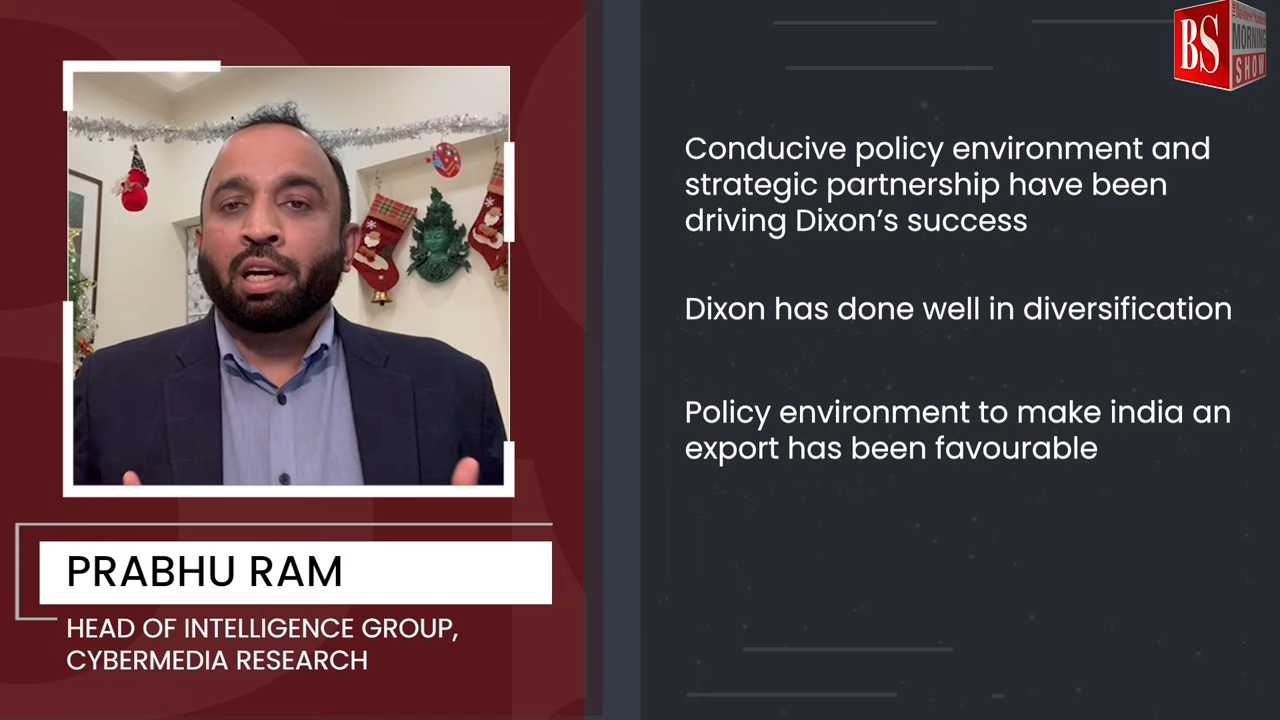 BS
Business Standard
MORNING
SHOW
Conducive policy environment and
strategic partnership have been
driving Dixon’s success
Dixon has done well in diversification
Policy environment to make india an
export has been favourable
PRABHU RAM
HEAD OF INTELLIGENCE GROUP,
CYBERMEDIA RESEARCH